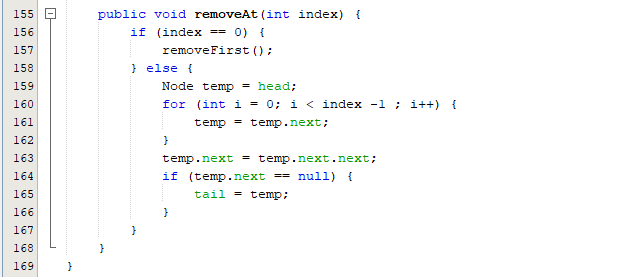 155 public void removeAt(int index) {
156 if (index == 0) {
157 removeFirst();
158 } else {
159 Node temp = head;
160 for (int i = 0; i < index -1 ; i++) {
161 temp = temp.next;
162 }
163 temp.next = temp.next.next;
164 if (temp.next == null) {
165 tail = temp;
166 }
167 }
168 }
169 }